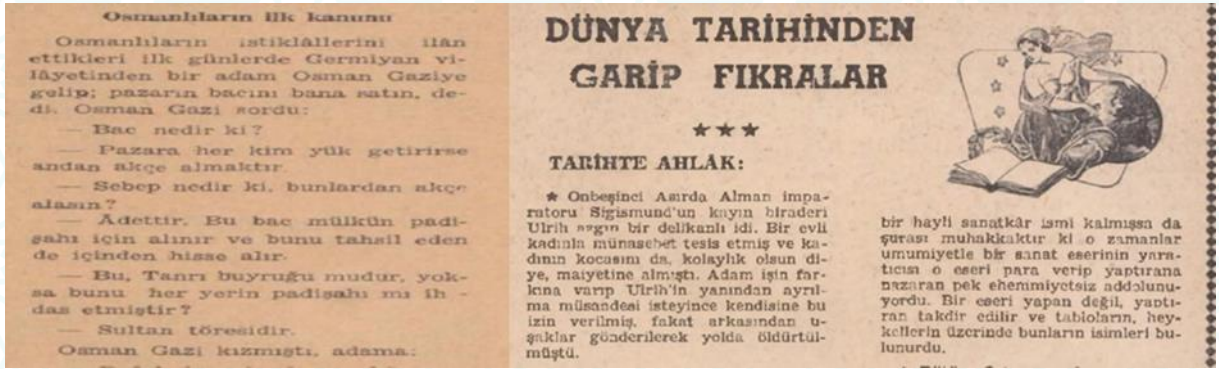 Osmanlıların ilk kanunu
Osmanlıların istiklâllerini ilân
ettikleri ilk günlerde Germiyan vi-
lâyetinden bir adam Osman Gaziye
gelip; pazarın bacını bana satın, de-
di. Osman Gazi sordu:
— Bac nedir ki?
— Pazara her kim yük getirirse
andan akçe almaktır.
— Sebep nedir ki, bunlardan akçe
alasın?
— Âdettir. Bu bac mülkün padi-
şahı için alınır ve bunu tahsil eden
de içinden hisse alır.
— Bu, Tanrı buyruğu mudur, yok-
sa bunu her yerin padişahı mı ih-
das etmiştir?
— Sultan töresidir.
Osman Gazi kızmıştı, adama:
DÜNYA TARİHİNDEN
GARİP FIKRALAR
★★★
TARİHTE AHLÂK:
★ Onbeşinci Asırda Alman impa-
ratoru Sigismund'un kayın biraderi
Ulrih azgın bir delikanlı idi. Bir evli
kadınla münasebet tesis etmiş ve ka-
dının kocasını da, kolaylık olsun di-
ye, maiyetine almıştı. Adam işin far-
kına varıp Ulrih'in yanından ayrıl-
ma müsaadesi isteyince kendisine bu
izin verilmiş, fakat arkasından u-
şaklar gönderilerek yolda öldürtül-
müştü.
bir hayli sanatkâr ismi kalmışsa da
şurası muhakkaktır ki o zamanlar
umumiyetle bir sanat eserinin yara-
tıcısı o eseri para verip yaptırana
nazaran pek ehemmiyetsiz addolunu-
yordu. Bir eseri yapan değil, yaptı-
ran takdir edilir ve tabloların, hey-
kellerin üzerinde bunların isimleri bu-
lunurdu.